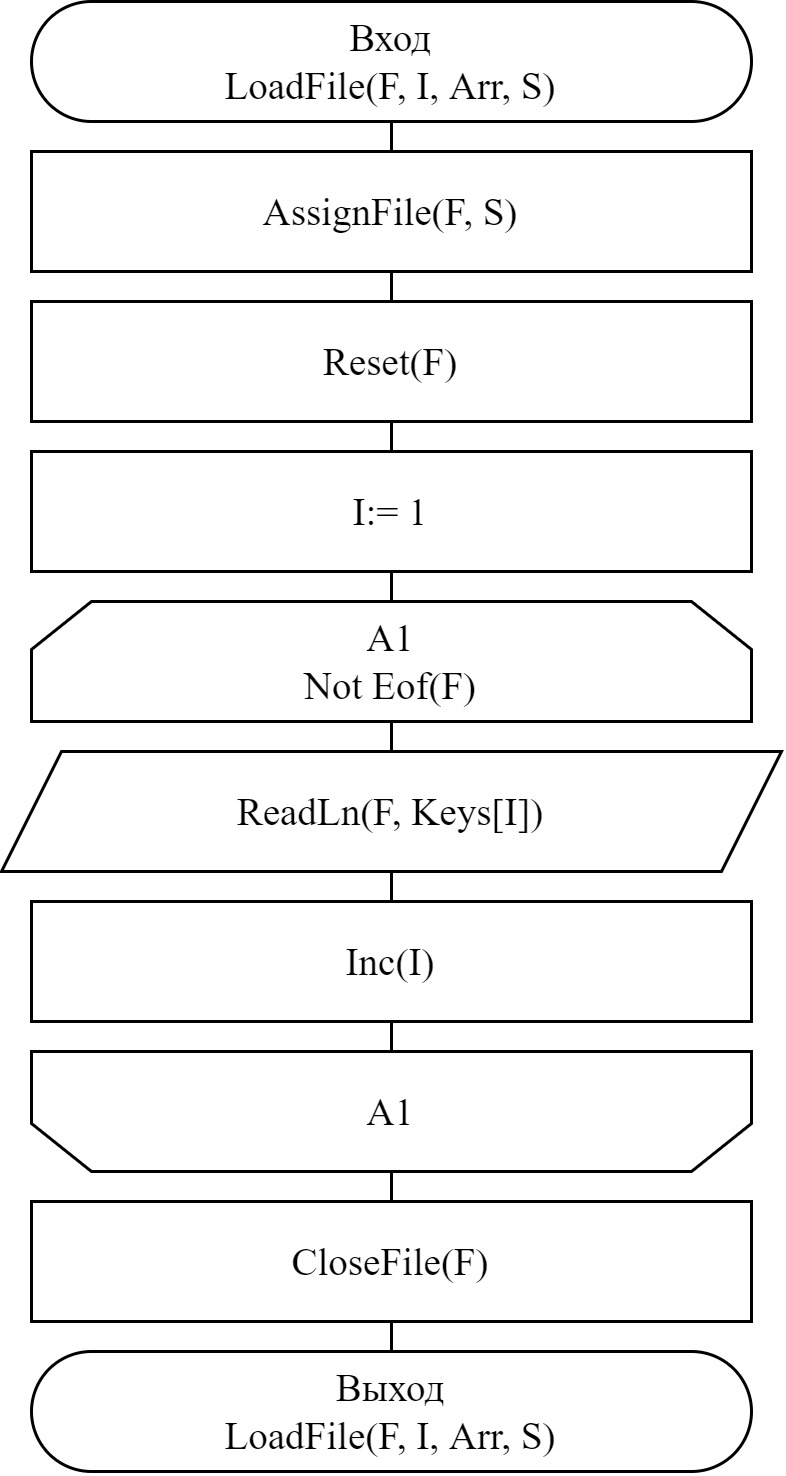 Вход
LoadFile(F, I, Arr, S)
AssignFile(F, S)
Reset(F)
I:= 1
A1
Not Eof(F)
ReadLn(F, Keys[I])
Inc(I)
A1
CloseFile(F)
Выход
LoadFile(F, I, Arr, S)